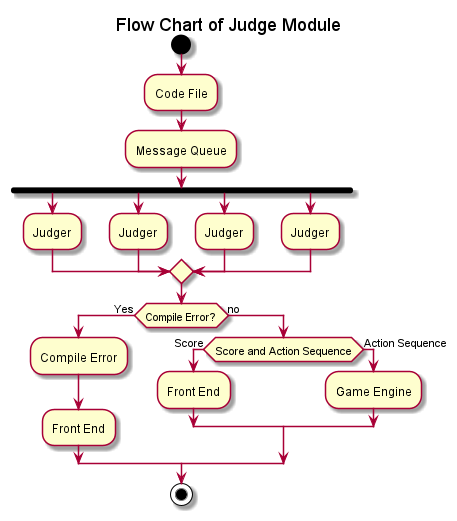 Flow Chart of Judge Module
Code File
Message Queue
Judger
Judger
Judger
Judger
Yes
Compile Error?
no
Compile Error
Front End
Score
Score and Action Sequence
Action Sequence
Front End
Game Engine